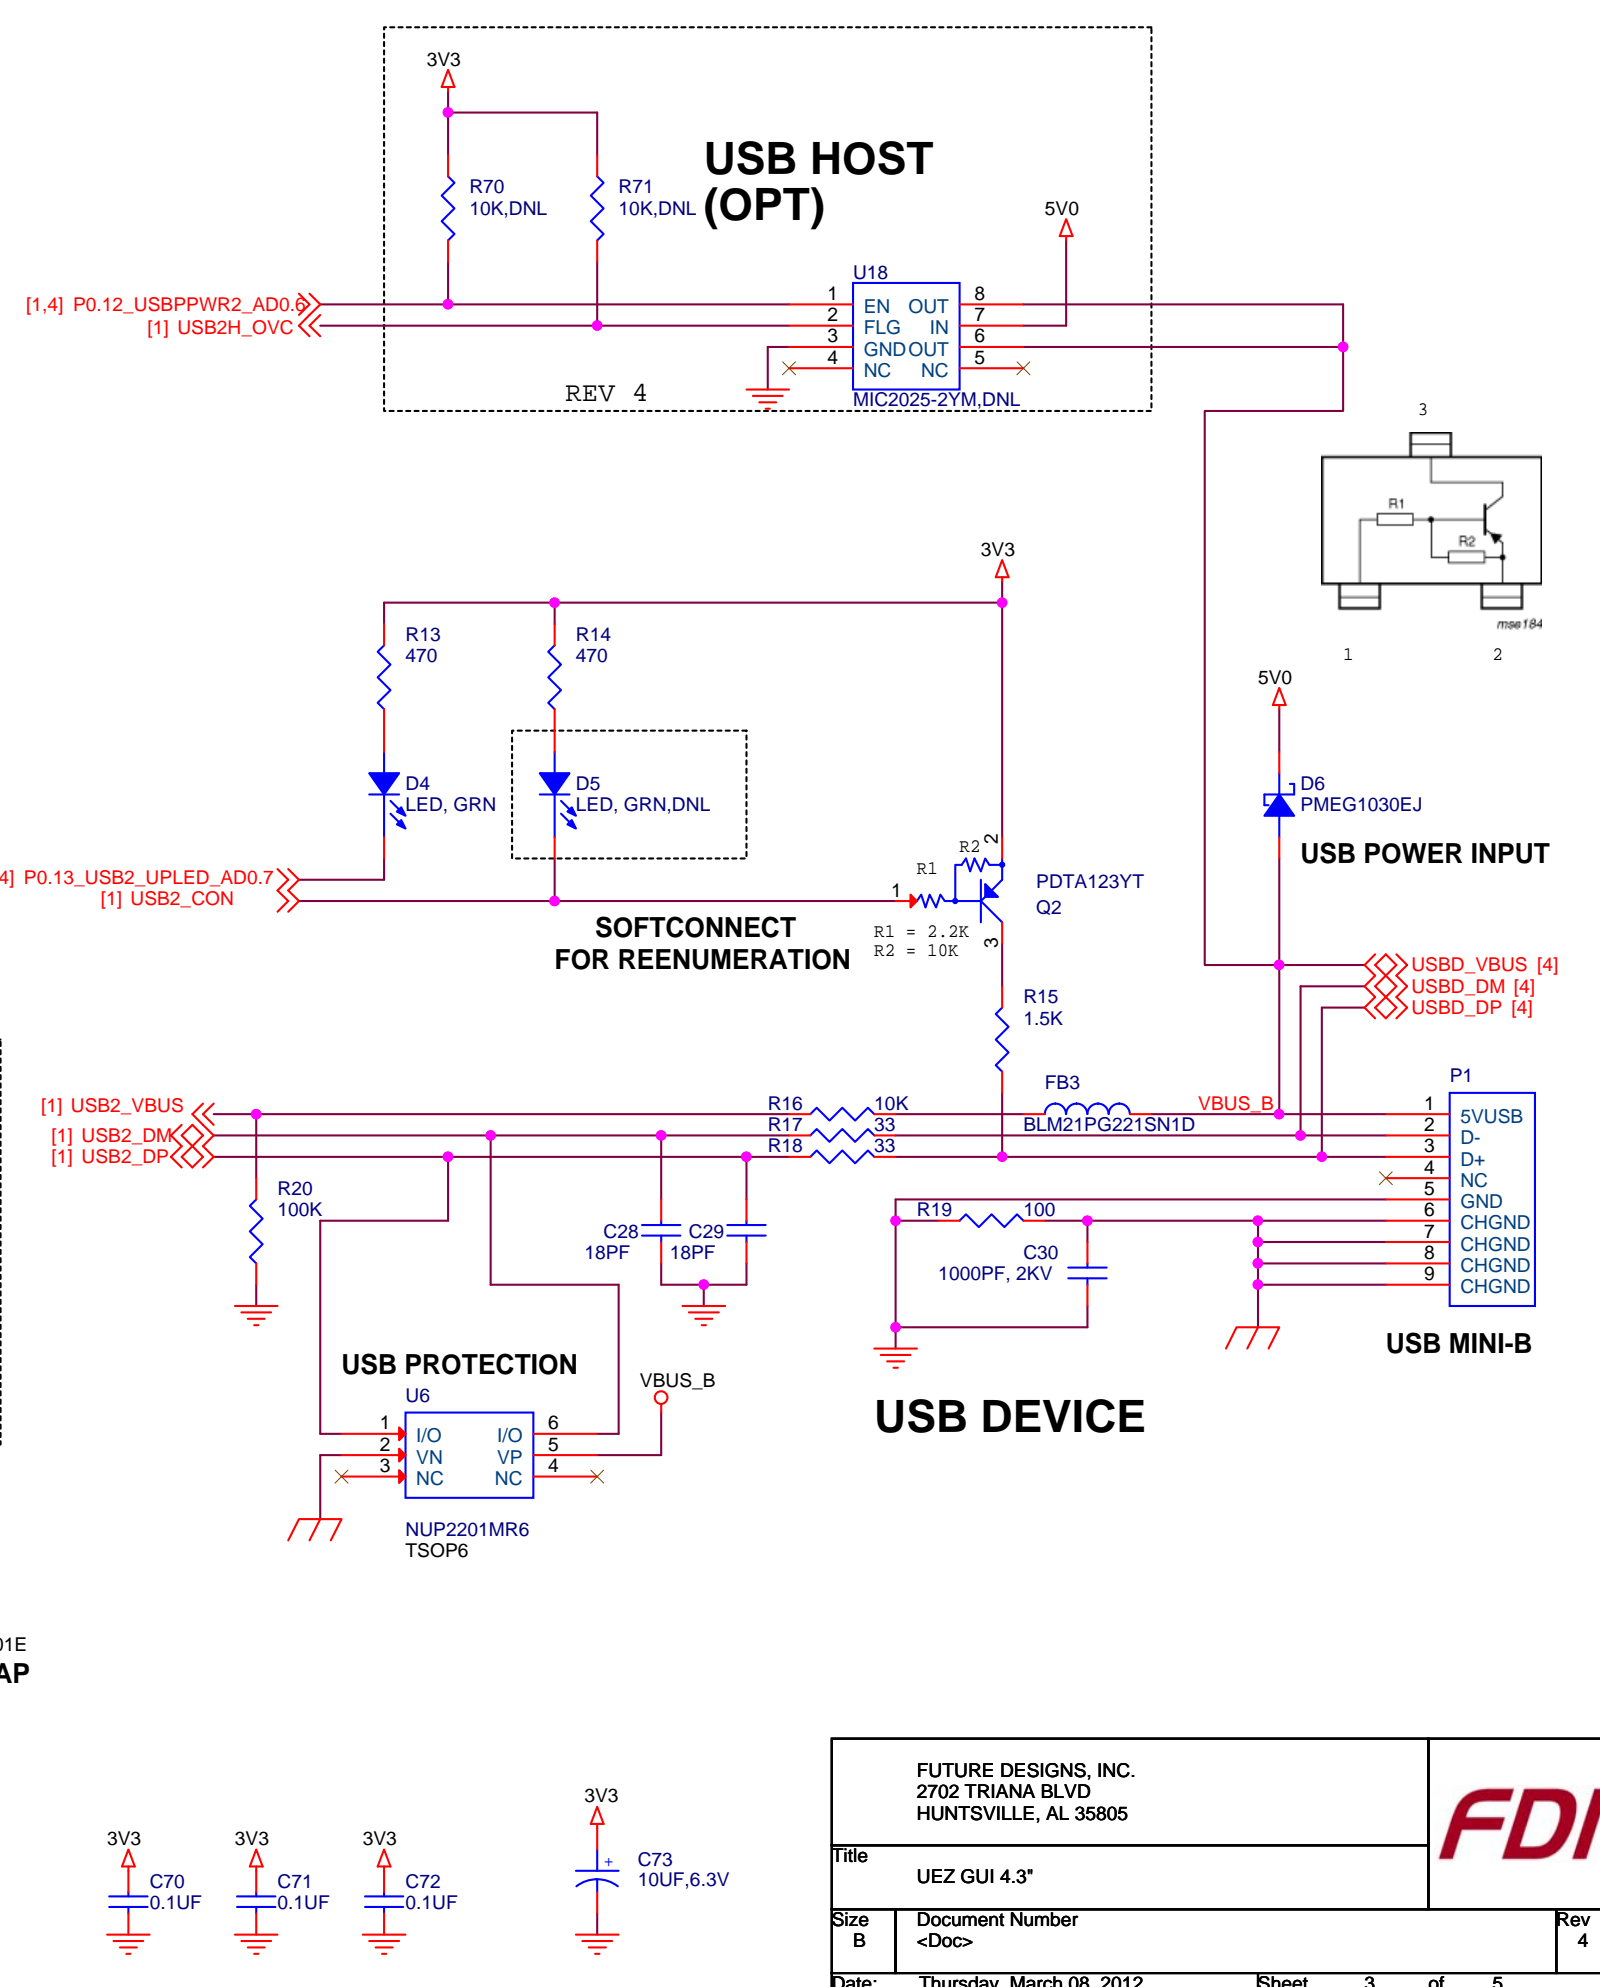 3V3
USB HOST
(OPT)
R70
10K,DNL
R71
10K,DNL
5V0
U18
[1,4] P0.12_USBPPWR2_AD0.6
[1] USB2H_OVC
1 EN OUT 8
2 FLG IN 7
3 GND OUT 6
4 NC NC 5
MIC2025-2YM,DNL
REV 4
3
R1
R2
mse184
1 2
3V3
R13
470
R14
470
5V0
D4
LED, GRN
D5
LED, GRN,DNL
D6
PMEG1030EJ
USB POWER INPUT
4] P0.13_USB2_UPLED_AD0.7
[1] USB2_CON
R2 2
R1
1
3
PDTA123YT
Q2
R1 = 2.2K
R2 = 10K
SOFTCONNECT
FOR REENUMERATION
USBD_VBUS [4]
USBD_DM [4]
USBD_DP [4]
R15
1.5K
FB3
BLM21PG221SN1D
VBUS_B
P1
[1] USB2_VBUS
[1] USB2_DM
[1] USB2_DP
R16 10K
R17 33
R18 33
1 5VUSB
2 D-
3 D+
4 NC
5 GND
6 CHGND
7 CHGND
8 CHGND
9 CHGND
R20
100K
C28
18PF
C29
18PF
R19 100
C30
1000PF, 2KV
USB MINI-B
USB PROTECTION
U6
VBUS_B
USB DEVICE
1 I/O I/O 6
2 VN VP 5
3 NC NC 4
NUP2201MR6
TSOP6
01E
AP
3V3
C70
0.1UF
3V3
C71
0.1UF
3V3
C72
0.1UF
3V3
+
C73
10UF,6.3V
FUTURE DESIGNS, INC.
2702 TRIANA BLVD
HUNTSVILLE, AL 35805
FDI
Title
UEZ GUI 4.3"
Size
B
Document Number
<Doc>
Rev
4
Date: Thursday, March 08, 2012 Sheet 3 of 5